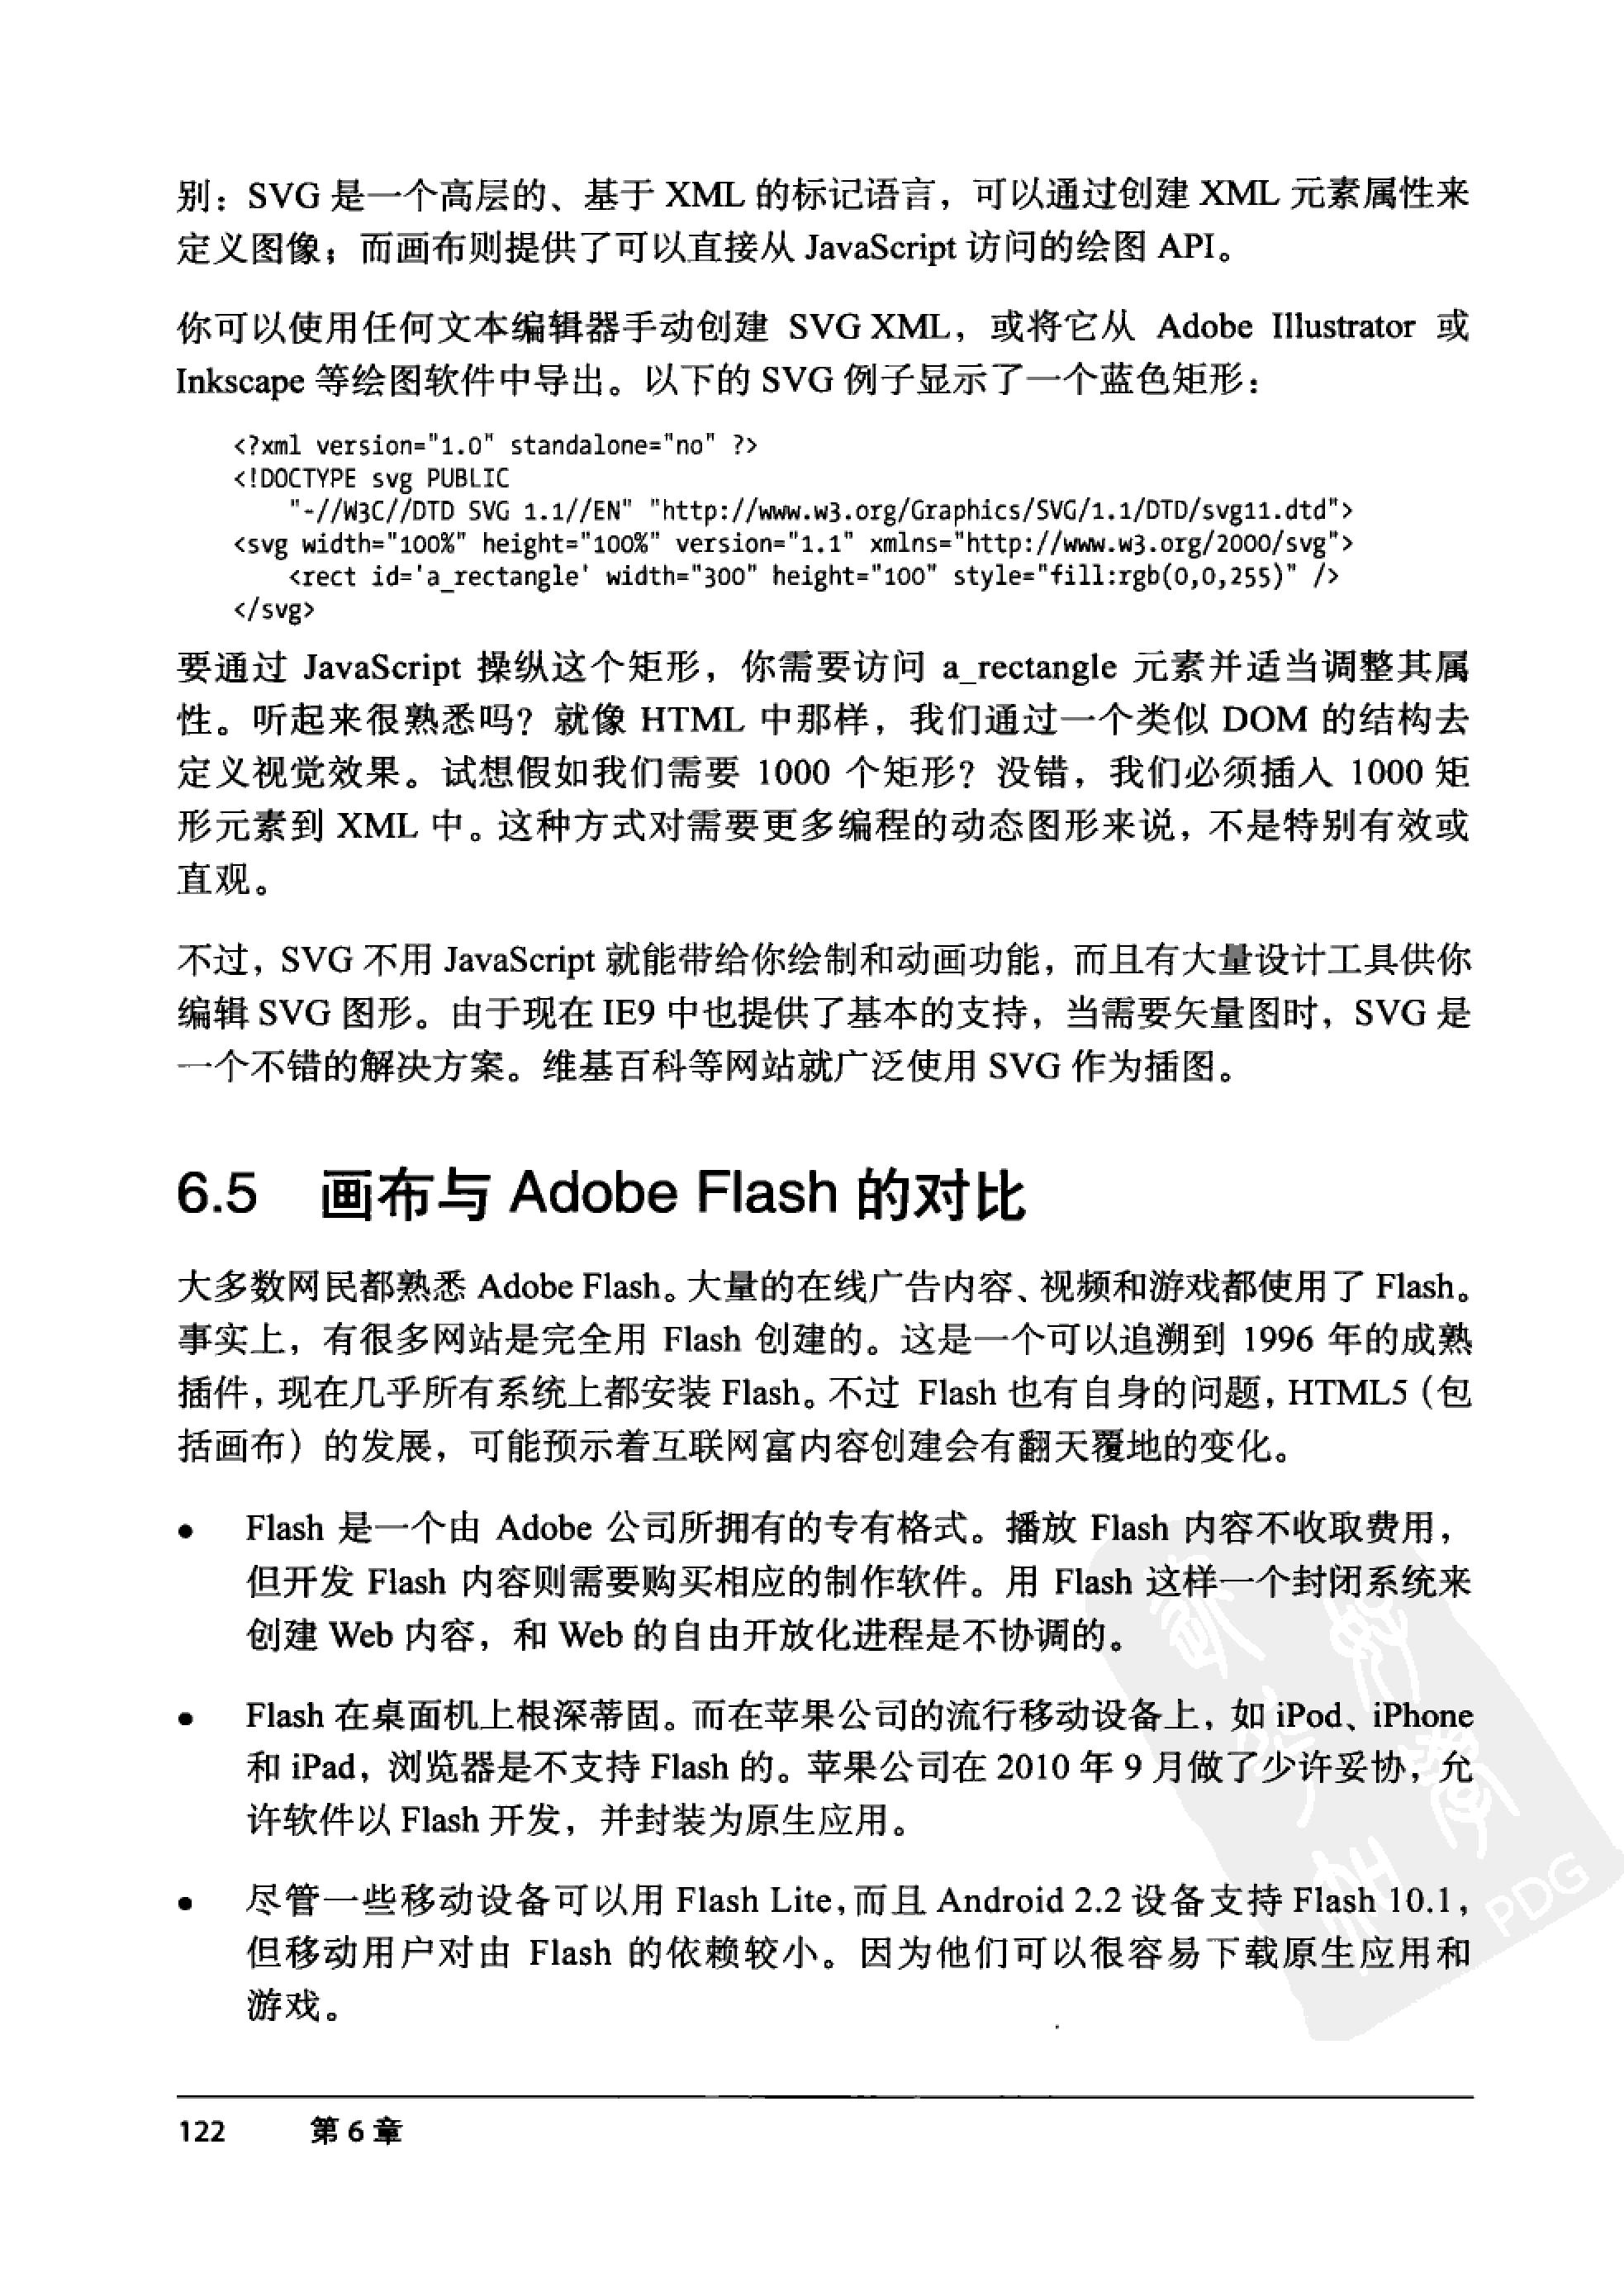 别：SVG 是一个高层的、基于 XML 的标记语言，可以通过创建 XML 元素属性来
定义图像；而画布则提供了可以直接从 JavaScript 访问的绘图 API。
你可以使用任何文本编辑器手动创建 SVG XML，或将它从 Adobe Illustrator 或
Inkscape 等绘图软件中导出。以下的 SVG 例子显示了一个蓝色矩形：
<?xml version="1.0" standalone="no" ?>
<!DOCTYPE svg PUBLIC
"-//W3C//DTD SVG 1.1//EN" "http://www.w3.org/Graphics/SVG/1.1/DTD/svg11.dtd">
<svg width="100%" height="100%" version="1.1" xmlns="http://www.w3.org/2000/svg">
<rect id='a_rectangle' width="300" height="100" style="fill:rgb(0,0,255)" />
</svg>
要通过 JavaScript 操纵这个矩形，你需要访问 a_rectangle 元素并适当调整其属
性。听起来很熟悉吗？就像 HTML 中那样，我们通过一个类似 DOM 的结构去
定义视觉效果。试想假如我们需要 1000 个矩形？没错，我们必须插入 1000 矩
形元素到 XML 中。这种方式对需要更多编程的动态图形来说，不是特别有效或
直观。
不过，SVG 不用 JavaScript 就能带给你绘制和动画功能，而且有大量设计工具供你
编辑 SVG 图形。由于现在 IE9 中也提供了基本的支持，当需要矢量图时，SVG 是
一个不错的解决方案。维基百科等网站就广泛使用 SVG 作为插图。
6.5 画布与 Adobe Flash 的对比
大多数网民都熟悉 Adobe Flash。大量的在线广告内容、视频和游戏都使用了 Flash。
事实上，有很多网站是完全用 Flash 创建的。这是一个可以追溯到 1996 年的成熟
插件，现在几乎所有系统上都安装 Flash。不过 Flash 也有自身的问题，HTML5（包
括画布）的发展，可能预示着互联网富内容创建会有翻天覆地的变化。
● Flash 是一个由 Adobe 公司所拥有的专有格式。播放 Flash 内容不收取费用，
但开发 Flash 内容则需要购买相应的制作软件。用 Flash 这样一个封闭系统来
创建 Web 内容，和 Web 的自由开放化进程是不协调的。
● Flash 在桌面机上根深蒂固。而在苹果公司的流行移动设备上，如 iPod、iPhone
和 iPad，浏览器是不支持 Flash 的。苹果公司在 2010 年 9 月做了少许妥协，允
许软件以 Flash 开发，并封装为原生应用。
● 尽管一些移动设备可以用 Flash Lite，而且 Android 2.2 设备支持 Flash 10.1，
但移动用户对由 Flash 的依赖较小。因为他们可以很容易下载原生应用和
游戏。
PDG
122 第 6 章